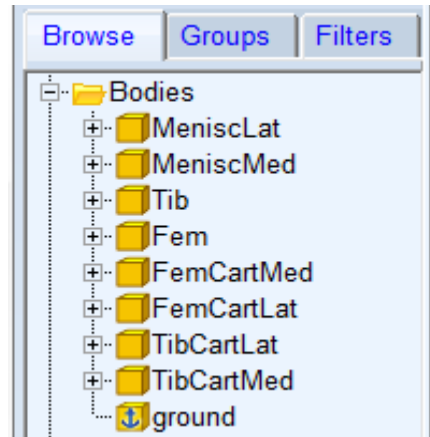 Browse Groups Filters
Bodies
MeniscLat
MeniscMed
Tib
Fem
FemCartMed
FemCartLat
TibCartLat
TibCartMed
ground